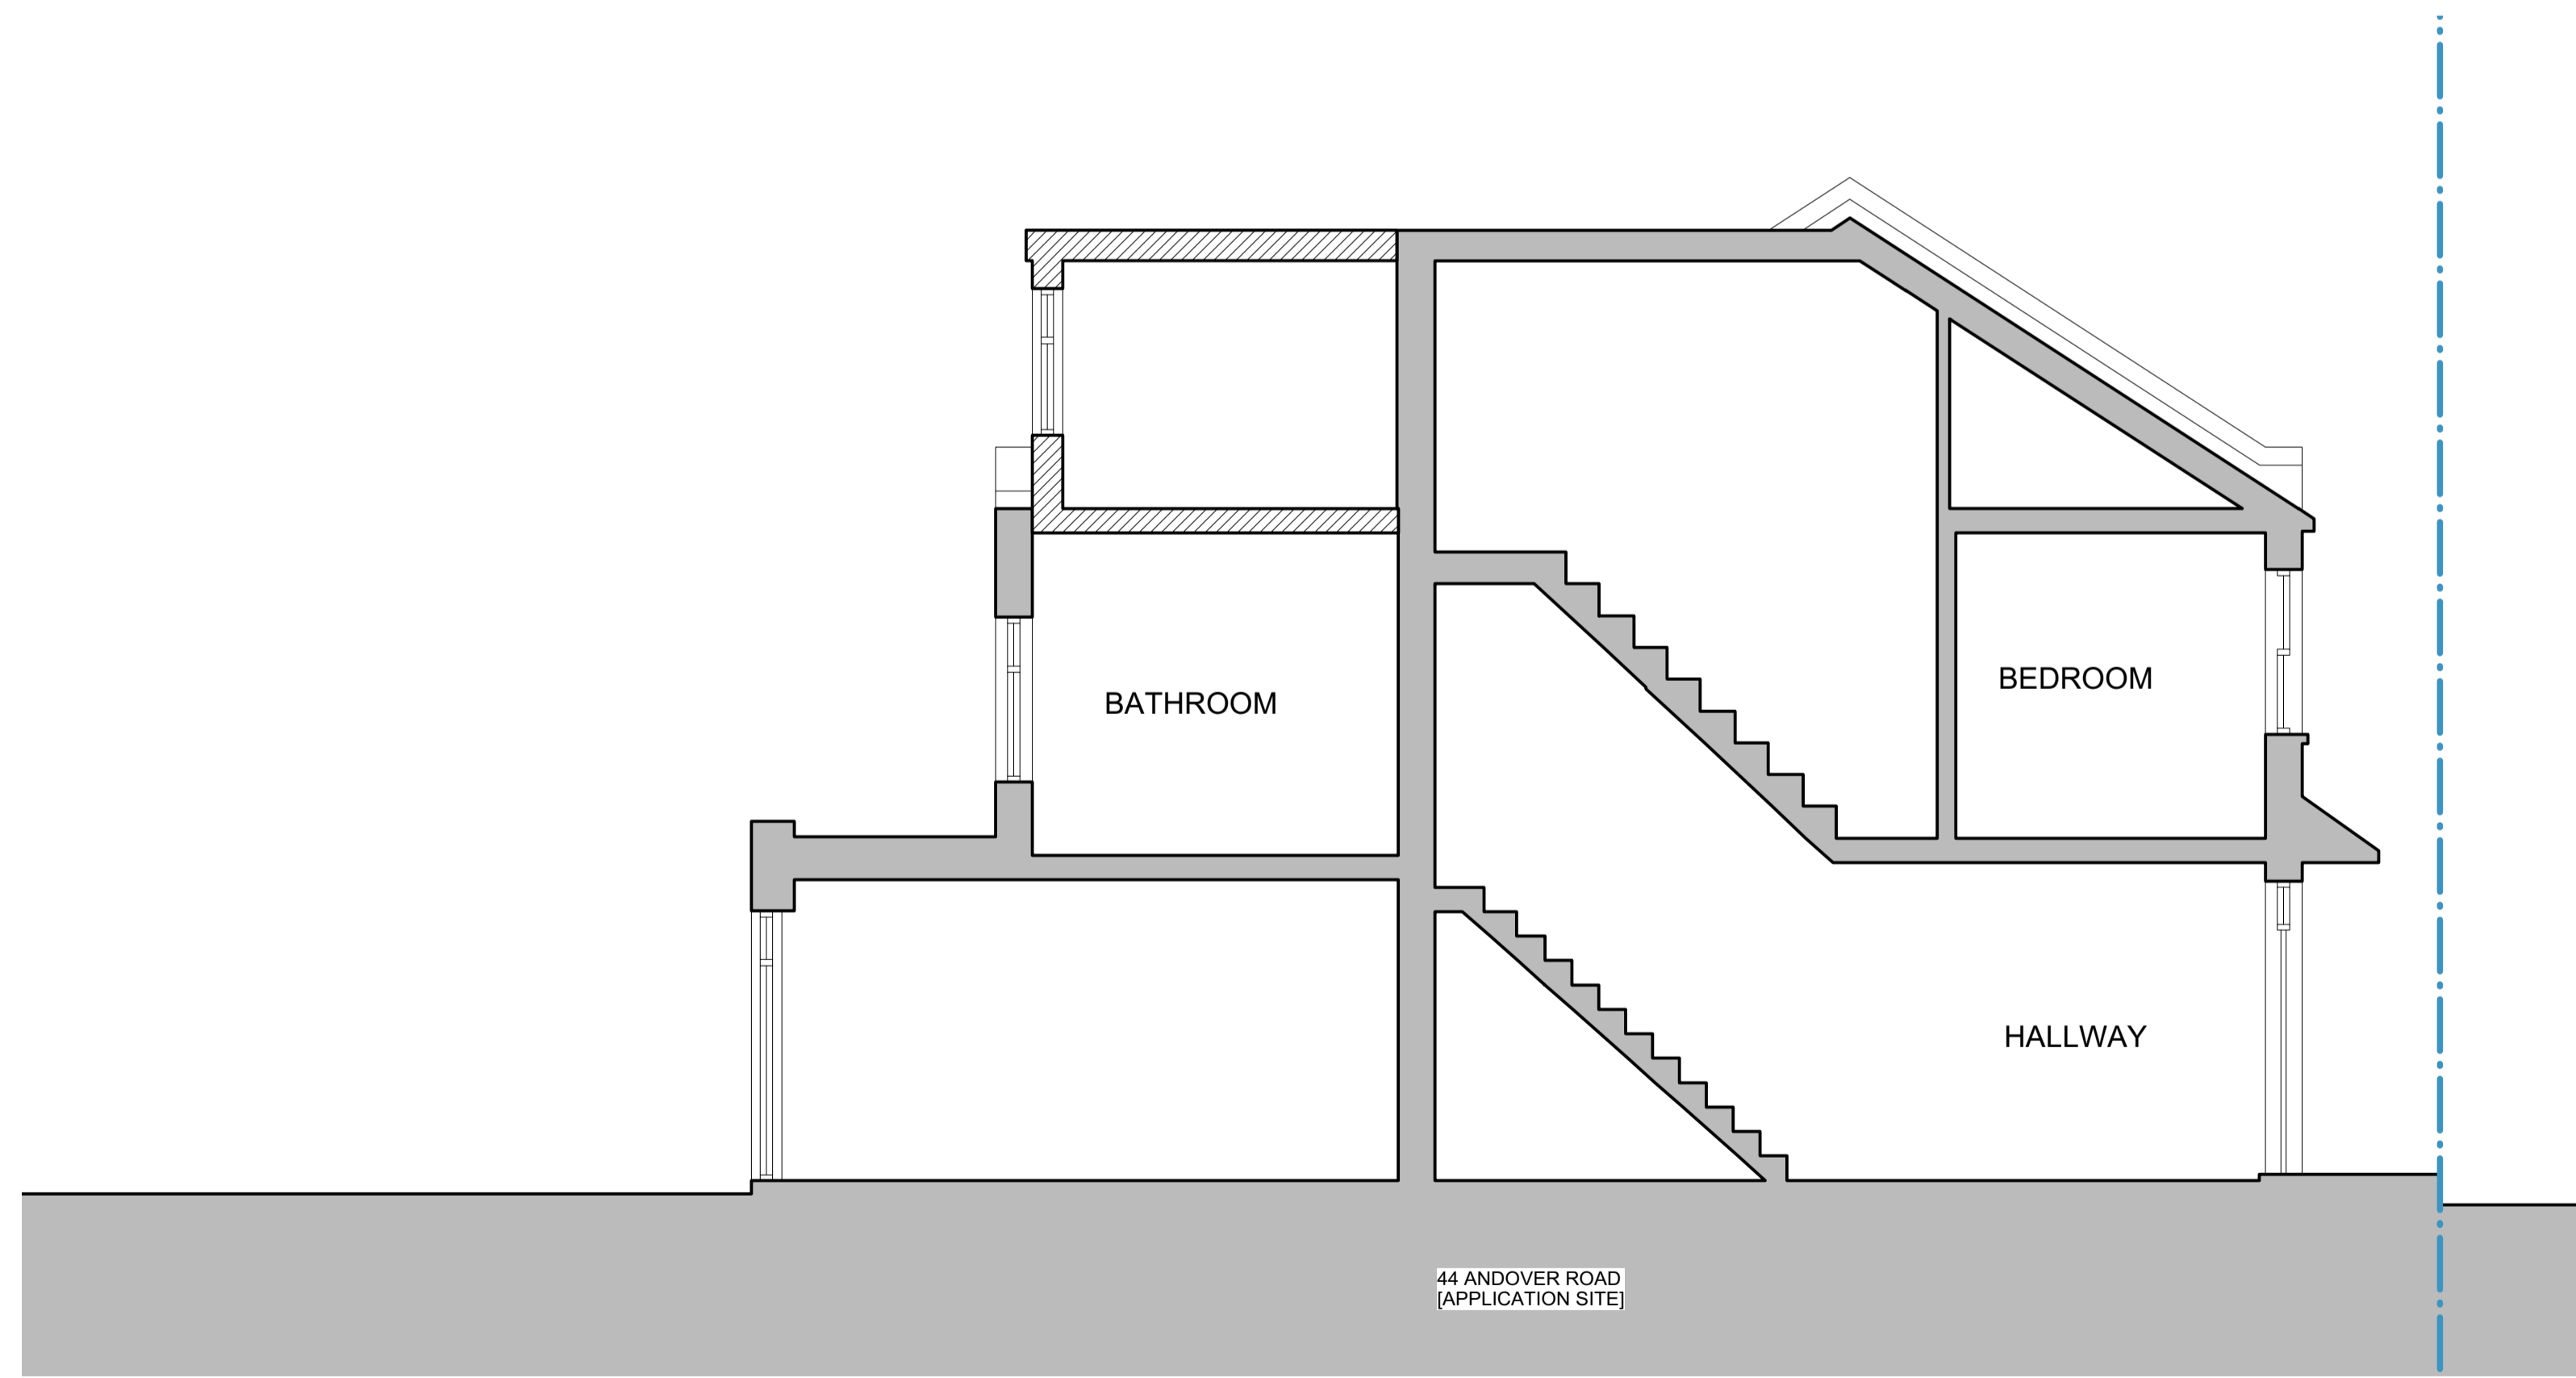 BEDROOM
BATHROOM
HALLWAY
44 ANDOVER ROAD
[APPLICATION SITE]